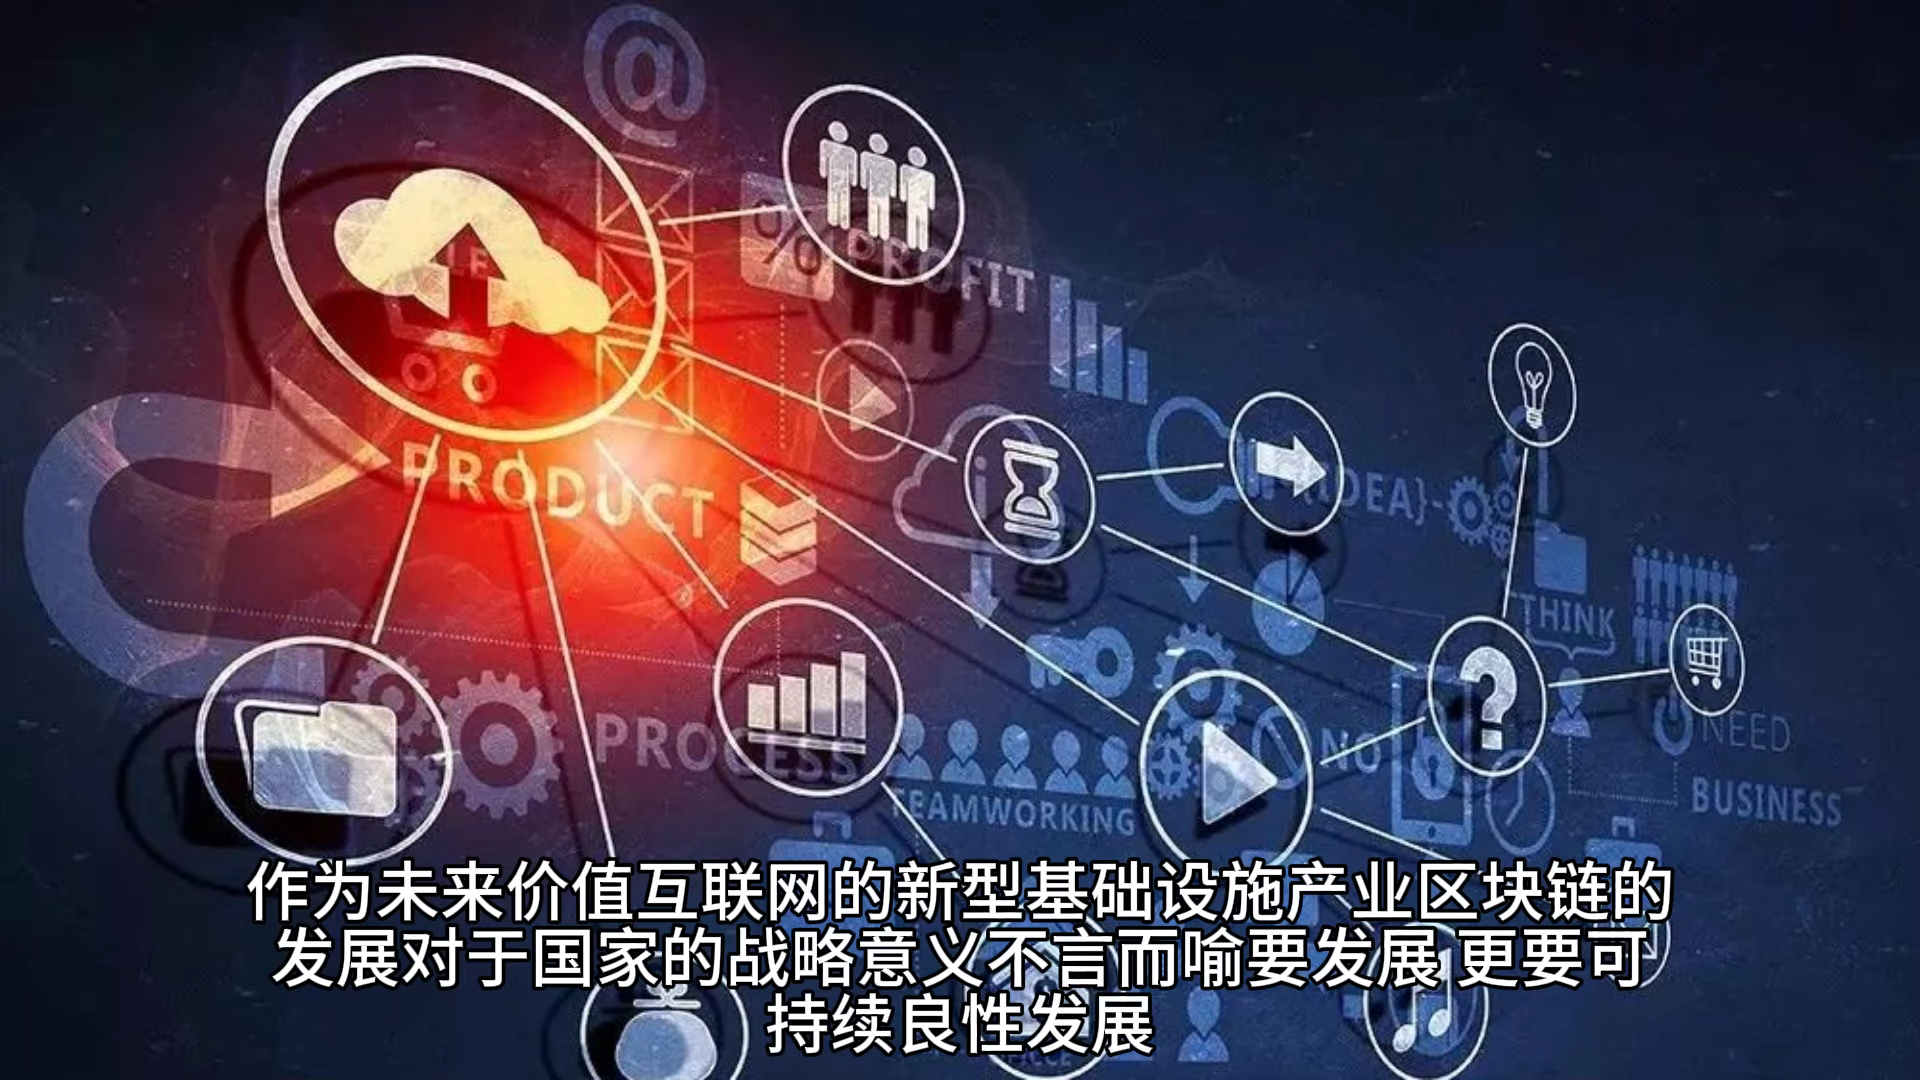 @
%
PROFIT
PRODUCT
{IDEA}-
THINK
?
NEED
PROCESS
NO
BUSINESS
TEAMWORKING
作为未来价值互联网的新型基础设施产业区块链的
发展对于国家的战略意义不言而喻要发展 更要可
持续良性发展